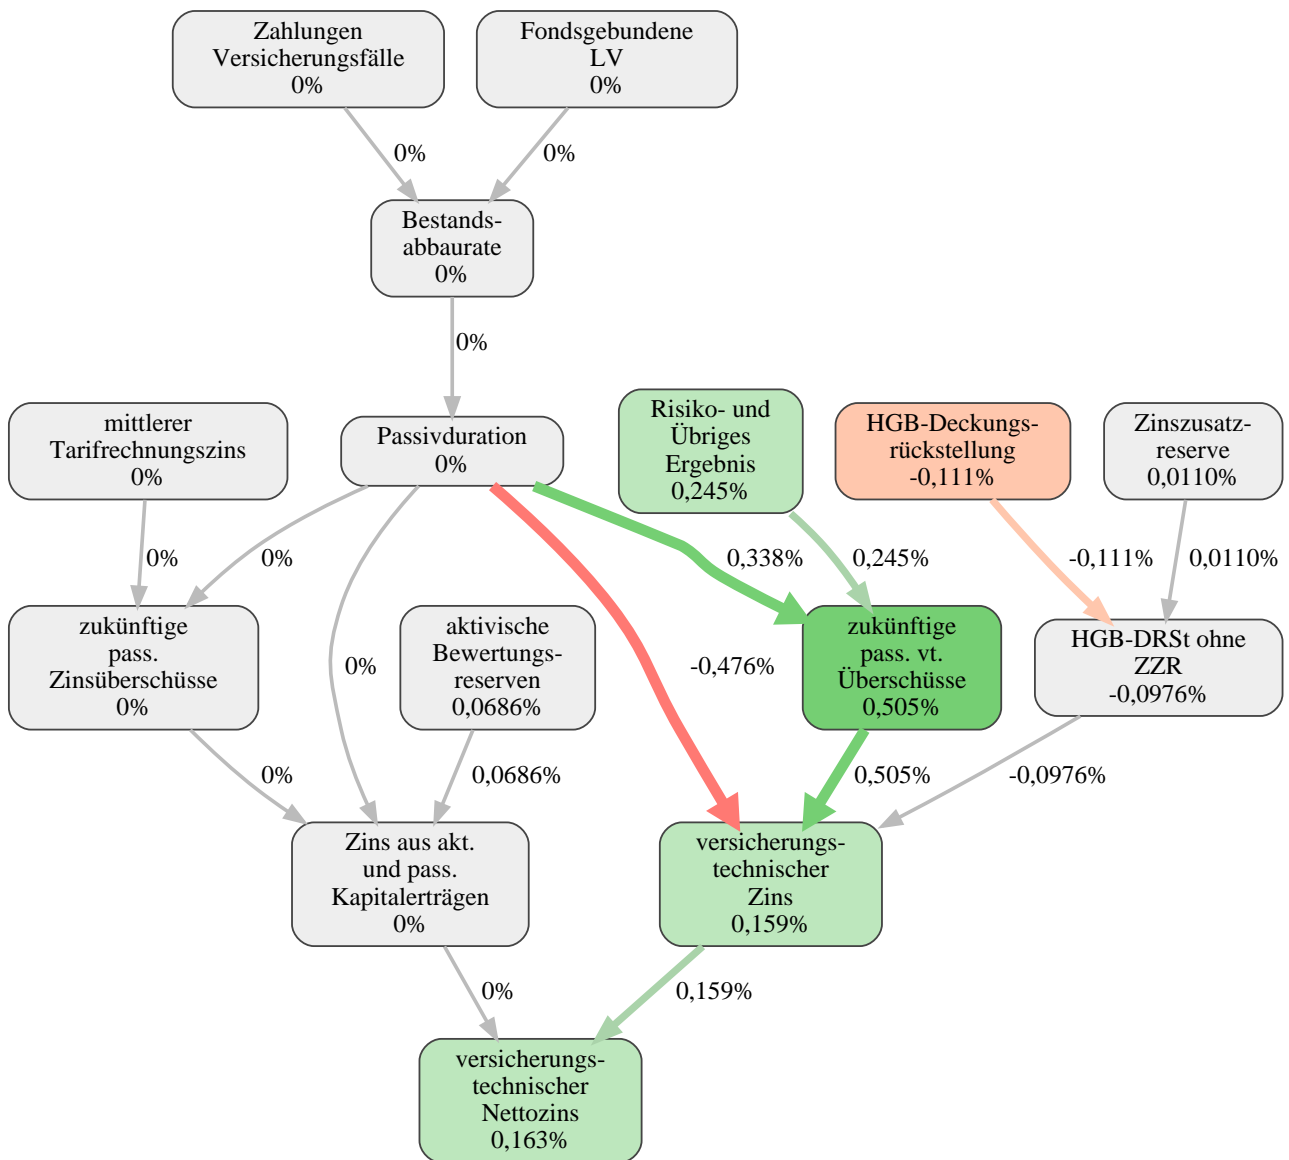 Zahlungen
Versicherungsfälle
0%
Fondsgebundene
LV
0%
0%
0%
Bestands-
abbaurate
0%
0%
mittlerer
Tarifrechnungszins
0%
Passivduration
0%
Risiko- und
Übriges
Ergebnis
0,245%
HGB-Deckungs-
rückstellung
-0,111%
Zinszusatz-
reserve
0,0110%
0%
0%
0,338%
0,245%
-0,111%
0,0110%
zukünftige
pass.
Zinsüberschüsse
0%
0%
aktivische
Bewertungs-
reserven
0,0686%
-0,476%
zukünftige
pass. vt.
Überschüsse
0,505%
HGB-DRSt ohne
ZZR
-0,0976%
0%
0,0686%
0,505%
-0,0976%
Zins aus akt.
und pass.
Kapitalerträgen
0%
versicherungs-
technischer
Zins
0,159%
0%
0,159%
versicherungs-
technischer
Nettozins
0,163%